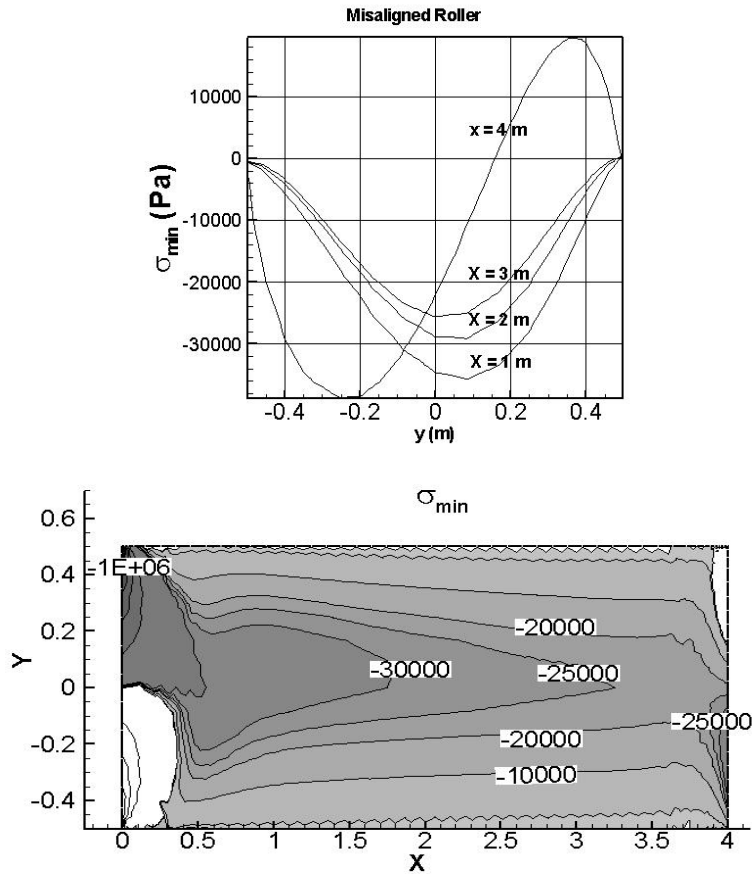 Misaligned Roller
σmin (Pa)
10000
0
-10000
-20000
-30000
x = 4 m
X = 3 m
X = 2 m
X = 1 m
-0.4
-0.2
0
0.2
0.4
y (m)
σmin
Y
0.6
0.4
0.2
0
-0.2
-0.4
-1E+06
-20000
-30000
-25000
-25000
-20000
-10000
0
0.5
1
1.5
2
2.5
3
3.5
4
X